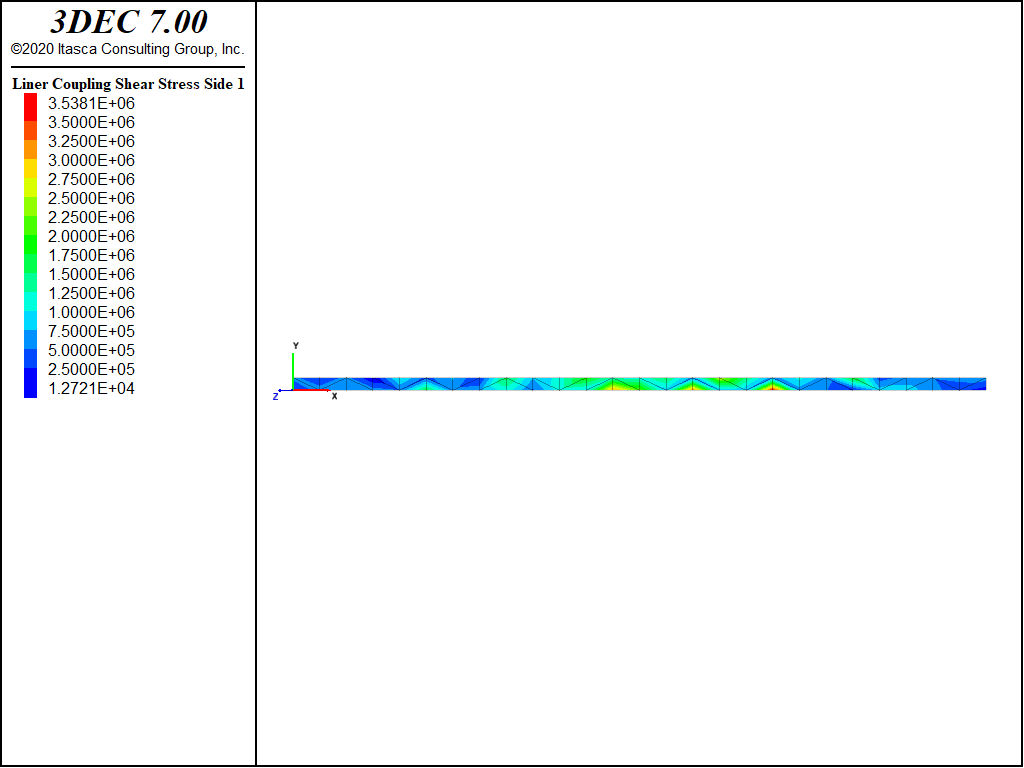 3DEC 7.00
©2020 Itasca Consulting Group, Inc.
Liner Coupling Shear Stress Side 1
3.5381E+06
3.5000E+06
3.2500E+06
3.0000E+06
2.7500E+06
2.5000E+06
2.2500E+06
2.0000E+06
1.7500E+06
1.5000E+06
1.2500E+06
1.0000E+06
7.5000E+05
5.0000E+05
2.5000E+05
1.2721E+04
Y
Z
X